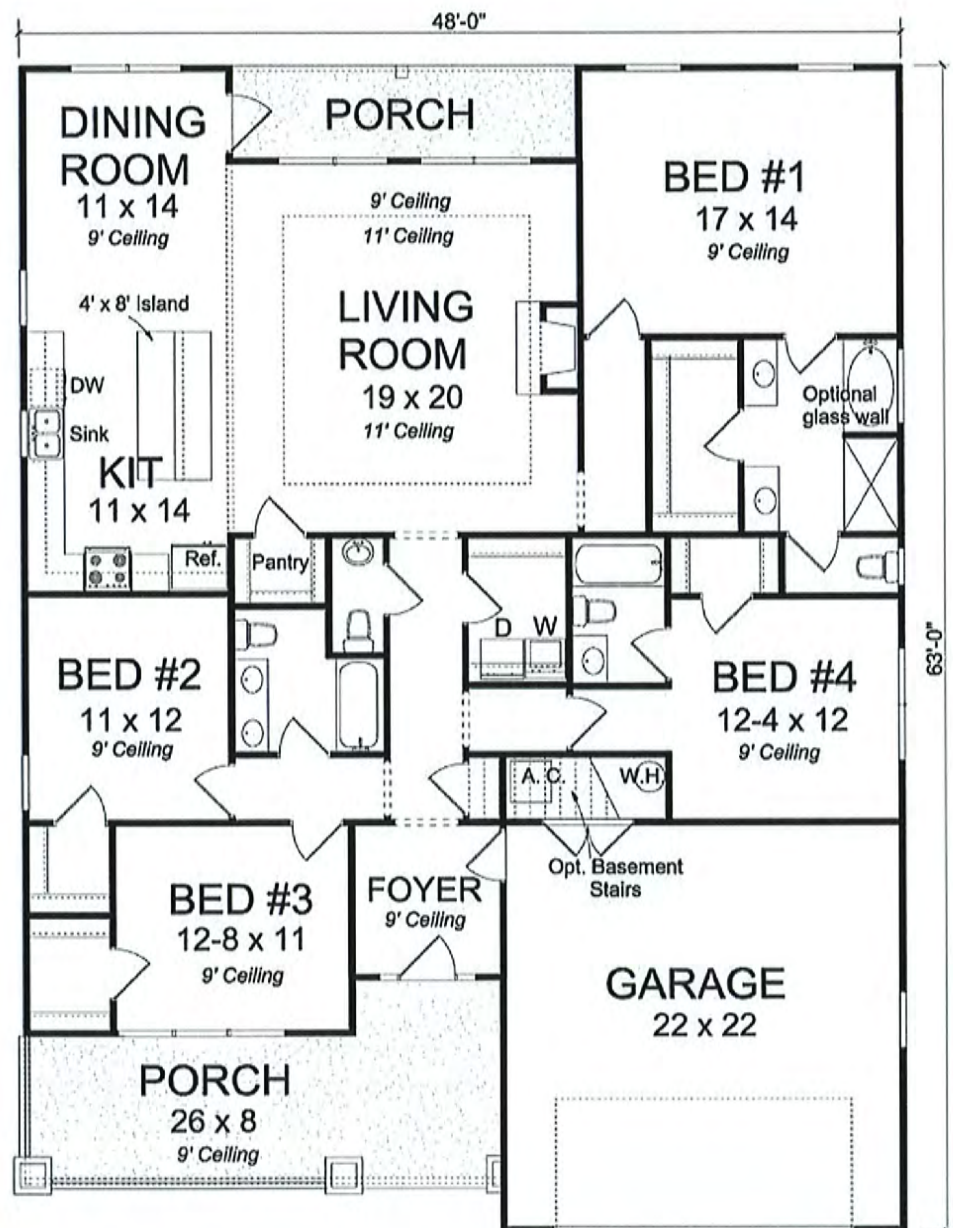 48'-0"
DINING
ROOM
11 x 14
9' Ceiling
PORCH
BED #1
17 x 14
9' Ceiling
9' Ceiling
11' Ceiling
LIVING
ROOM
19 x 20
11' Ceiling
4' x 8' Island
DW
Sink
KIT
11 x 14
Ref.
Pantry
Optional
glass wall
D W
63'-0"
BED #2
11 x 12
9' Ceiling
BED #4
12-4 x 12
9' Ceiling
A. C.
W.H.
Opt. Basement
Stairs
BED #3
12-8 x 11
9' Ceiling
FOYER
9' Ceiling
GARAGE
22 x 22
PORCH
26 x 8
9' Ceiling